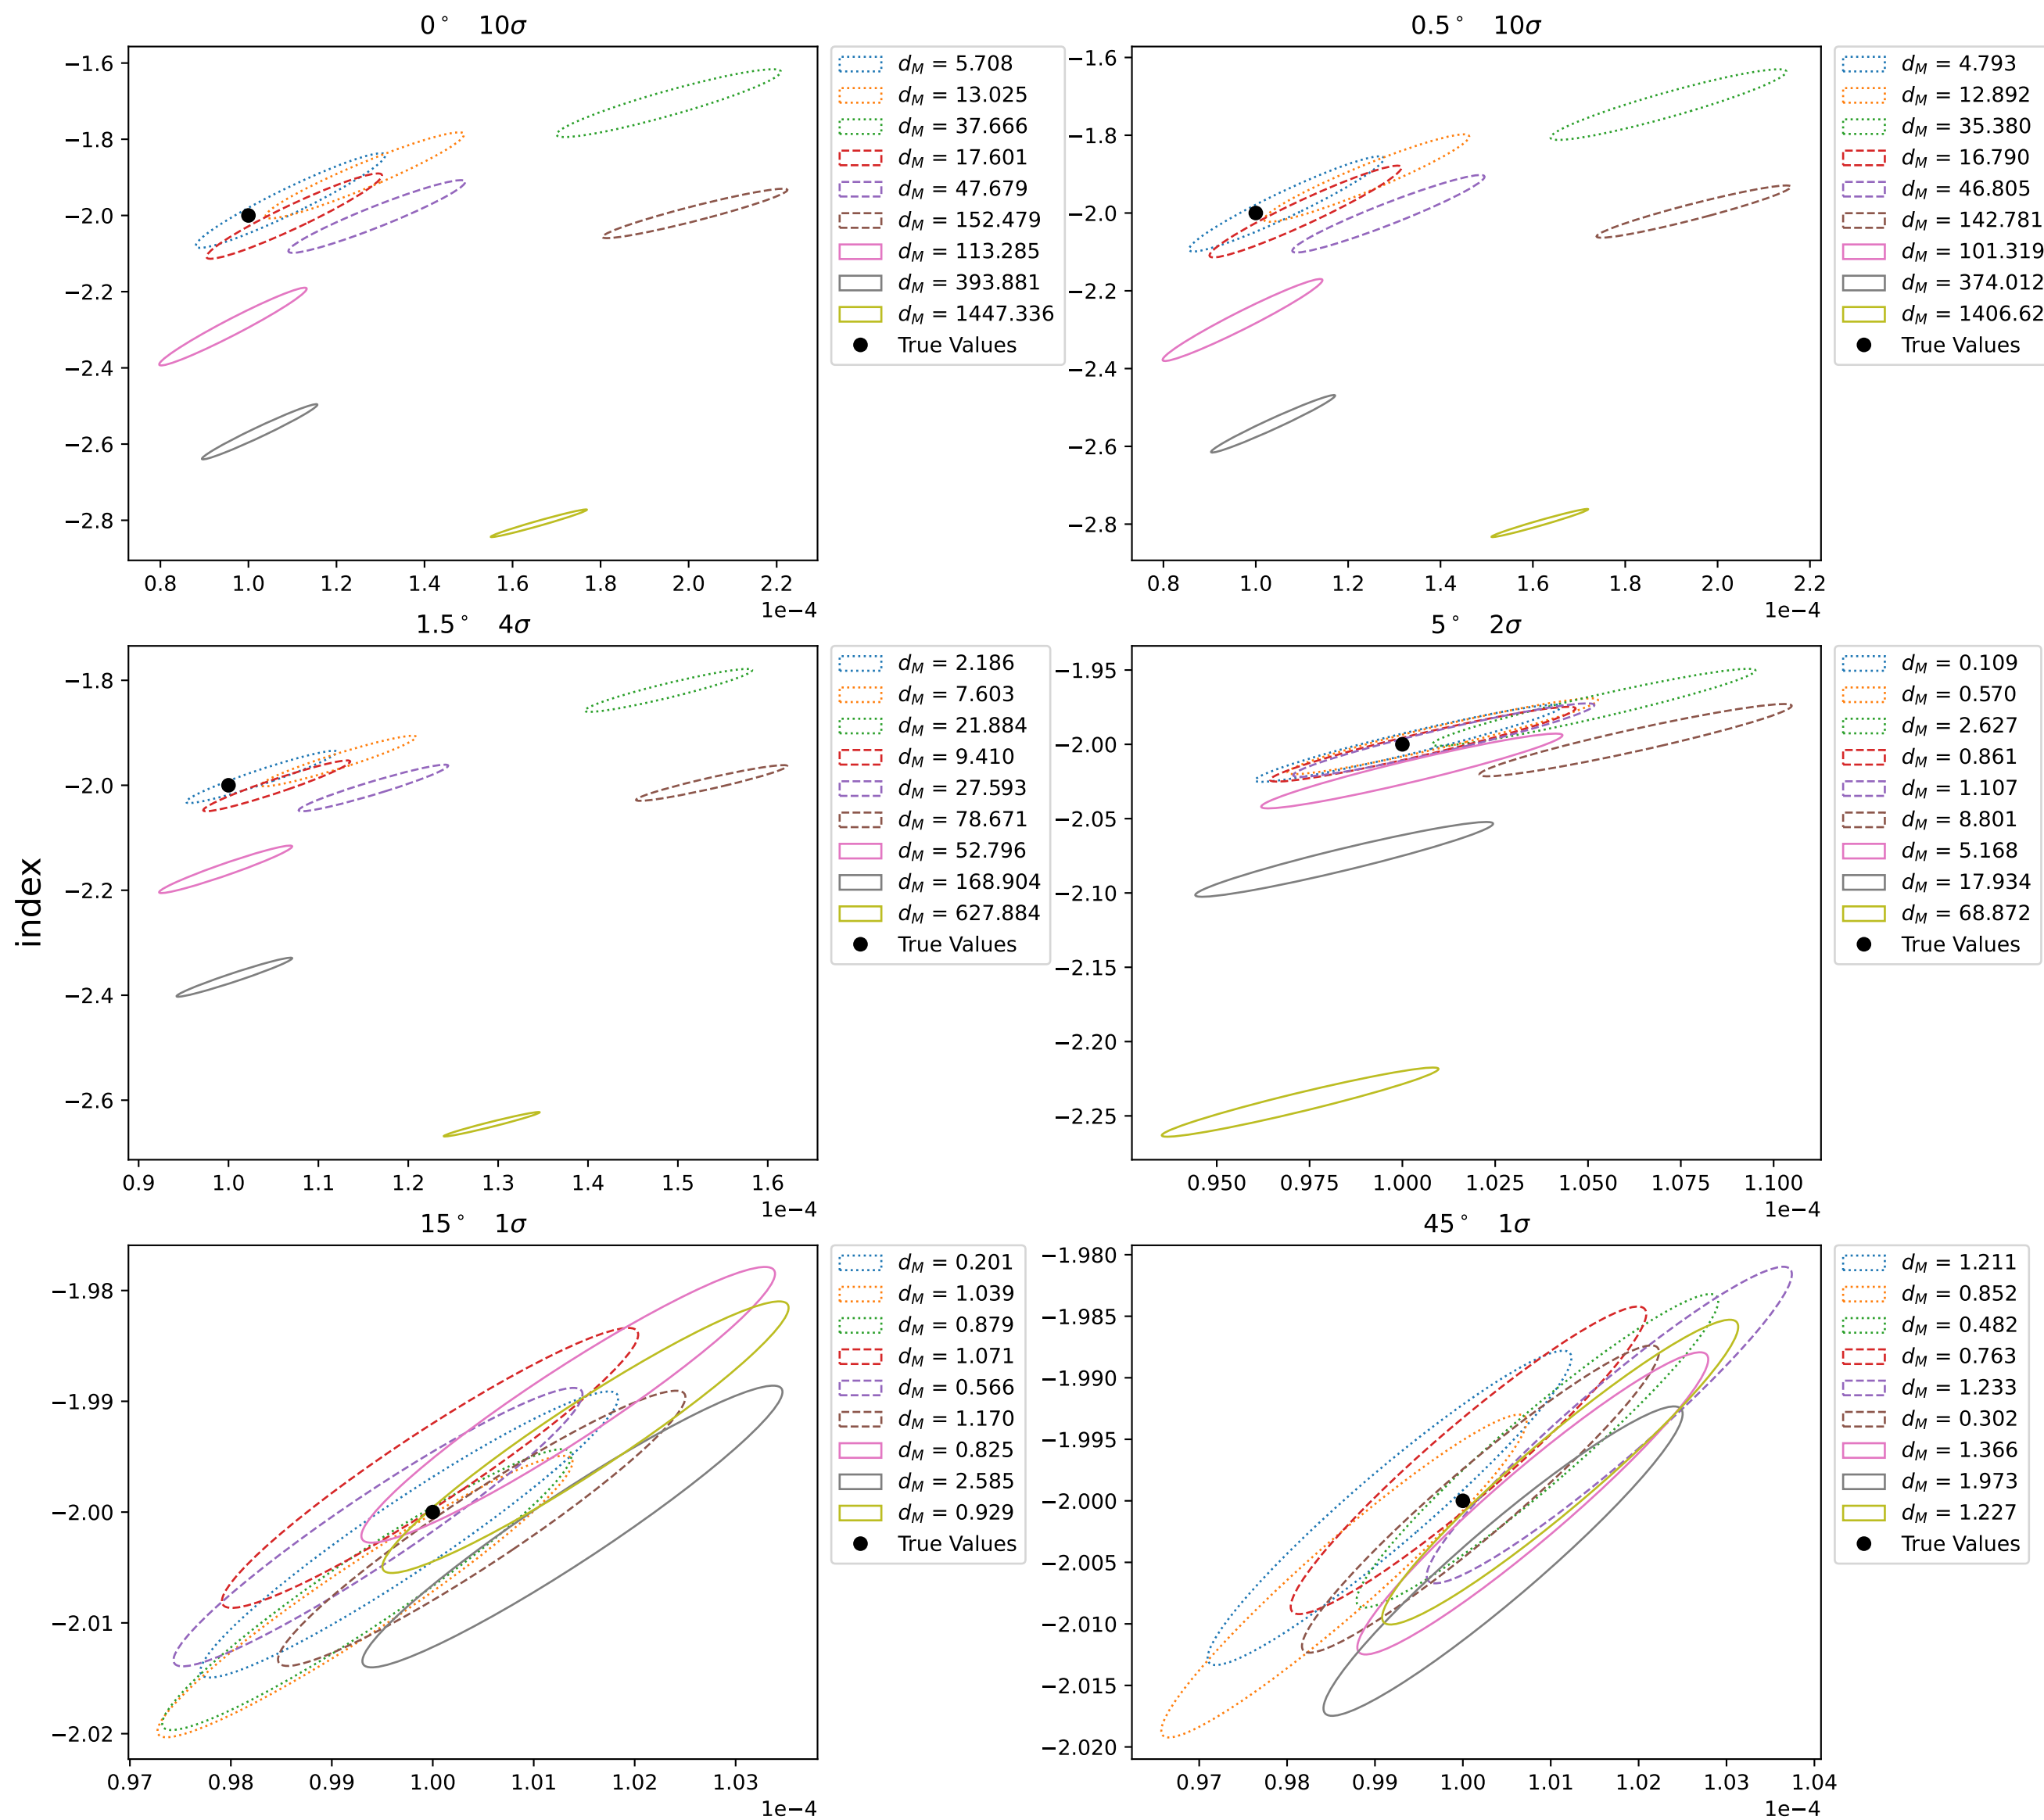 0° 10σ
−1.6
−1.8
−2.0
−2.2
−2.4
−2.6
−2.8
0.8 1.0 1.2 1.4 1.6 1.8 2.0 2.2
1e−4
d_M = 5.708
d_M = 13.025
d_M = 37.666
d_M = 17.601
d_M = 47.679
d_M = 152.479
d_M = 113.285
d_M = 393.881
d_M = 1447.336
True Values
0.5° 10σ
−1.6
−1.8
−2.0
−2.2
−2.4
−2.6
−2.8
0.8 1.0 1.2 1.4 1.6 1.8 2.0 2.2
1e−4
d_M = 4.793
d_M = 12.892
d_M = 35.380
d_M = 16.790
d_M = 46.805
d_M = 142.781
d_M = 101.319
d_M = 374.012
d_M = 1406.62
True Values
index
1.5° 4σ
−1.8
−2.0
−2.2
−2.4
−2.6
0.9 1.0 1.1 1.2 1.3 1.4 1.5 1.6
1e−4
d_M = 2.186
d_M = 7.603
d_M = 21.884
d_M = 9.410
d_M = 27.593
d_M = 78.671
d_M = 52.796
d_M = 168.904
d_M = 627.884
True Values
5° 2σ
−1.95
−2.00
−2.05
−2.10
−2.15
−2.20
−2.25
0.950 0.975 1.000 1.025 1.050 1.075 1.100
1e−4
d_M = 0.109
d_M = 0.570
d_M = 2.627
d_M = 0.861
d_M = 1.107
d_M = 8.801
d_M = 5.168
d_M = 17.934
d_M = 68.872
True Values
15° 1σ
−1.98
−1.99
−2.00
−2.01
−2.02
0.97 0.98 0.99 1.00 1.01 1.02 1.03
1e−4
d_M = 0.201
d_M = 1.039
d_M = 0.879
d_M = 1.071
d_M = 0.566
d_M = 1.170
d_M = 0.825
d_M = 2.585
d_M = 0.929
True Values
45° 1σ
−1.980
−1.985
−1.990
−1.995
−2.000
−2.005
−2.010
−2.015
−2.020
0.97 0.98 0.99 1.00 1.01 1.02 1.03 1.04
1e−4
d_M = 1.211
d_M = 0.852
d_M = 0.482
d_M = 0.763
d_M = 1.233
d_M = 0.302
d_M = 1.366
d_M = 1.973
d_M = 1.227
True Values